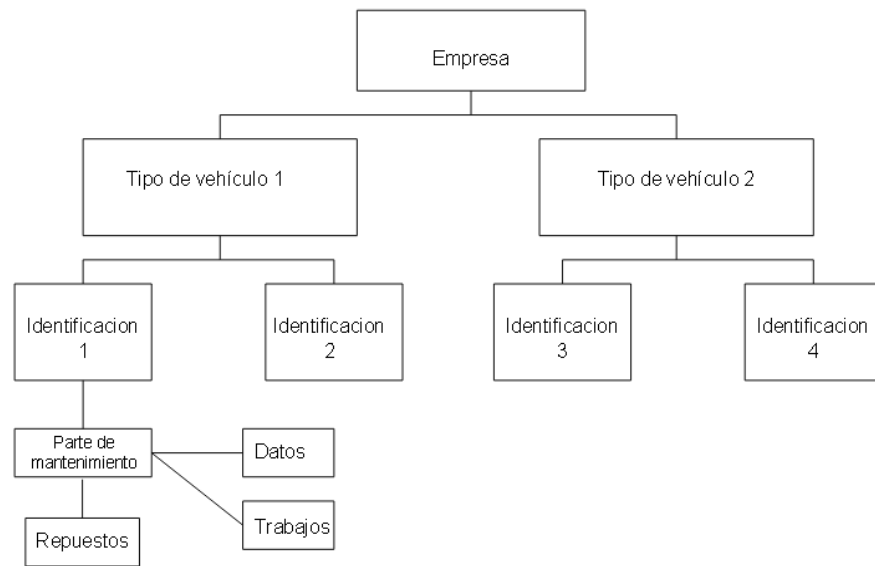 Empresa
Tipo de vehículo 1
Tipo de vehículo 2
Identificacion
1
Identificacion
2
Identificacion
3
Identificacion
4
Parte de
mantenimiento
Datos
Trabajos
Repuestos